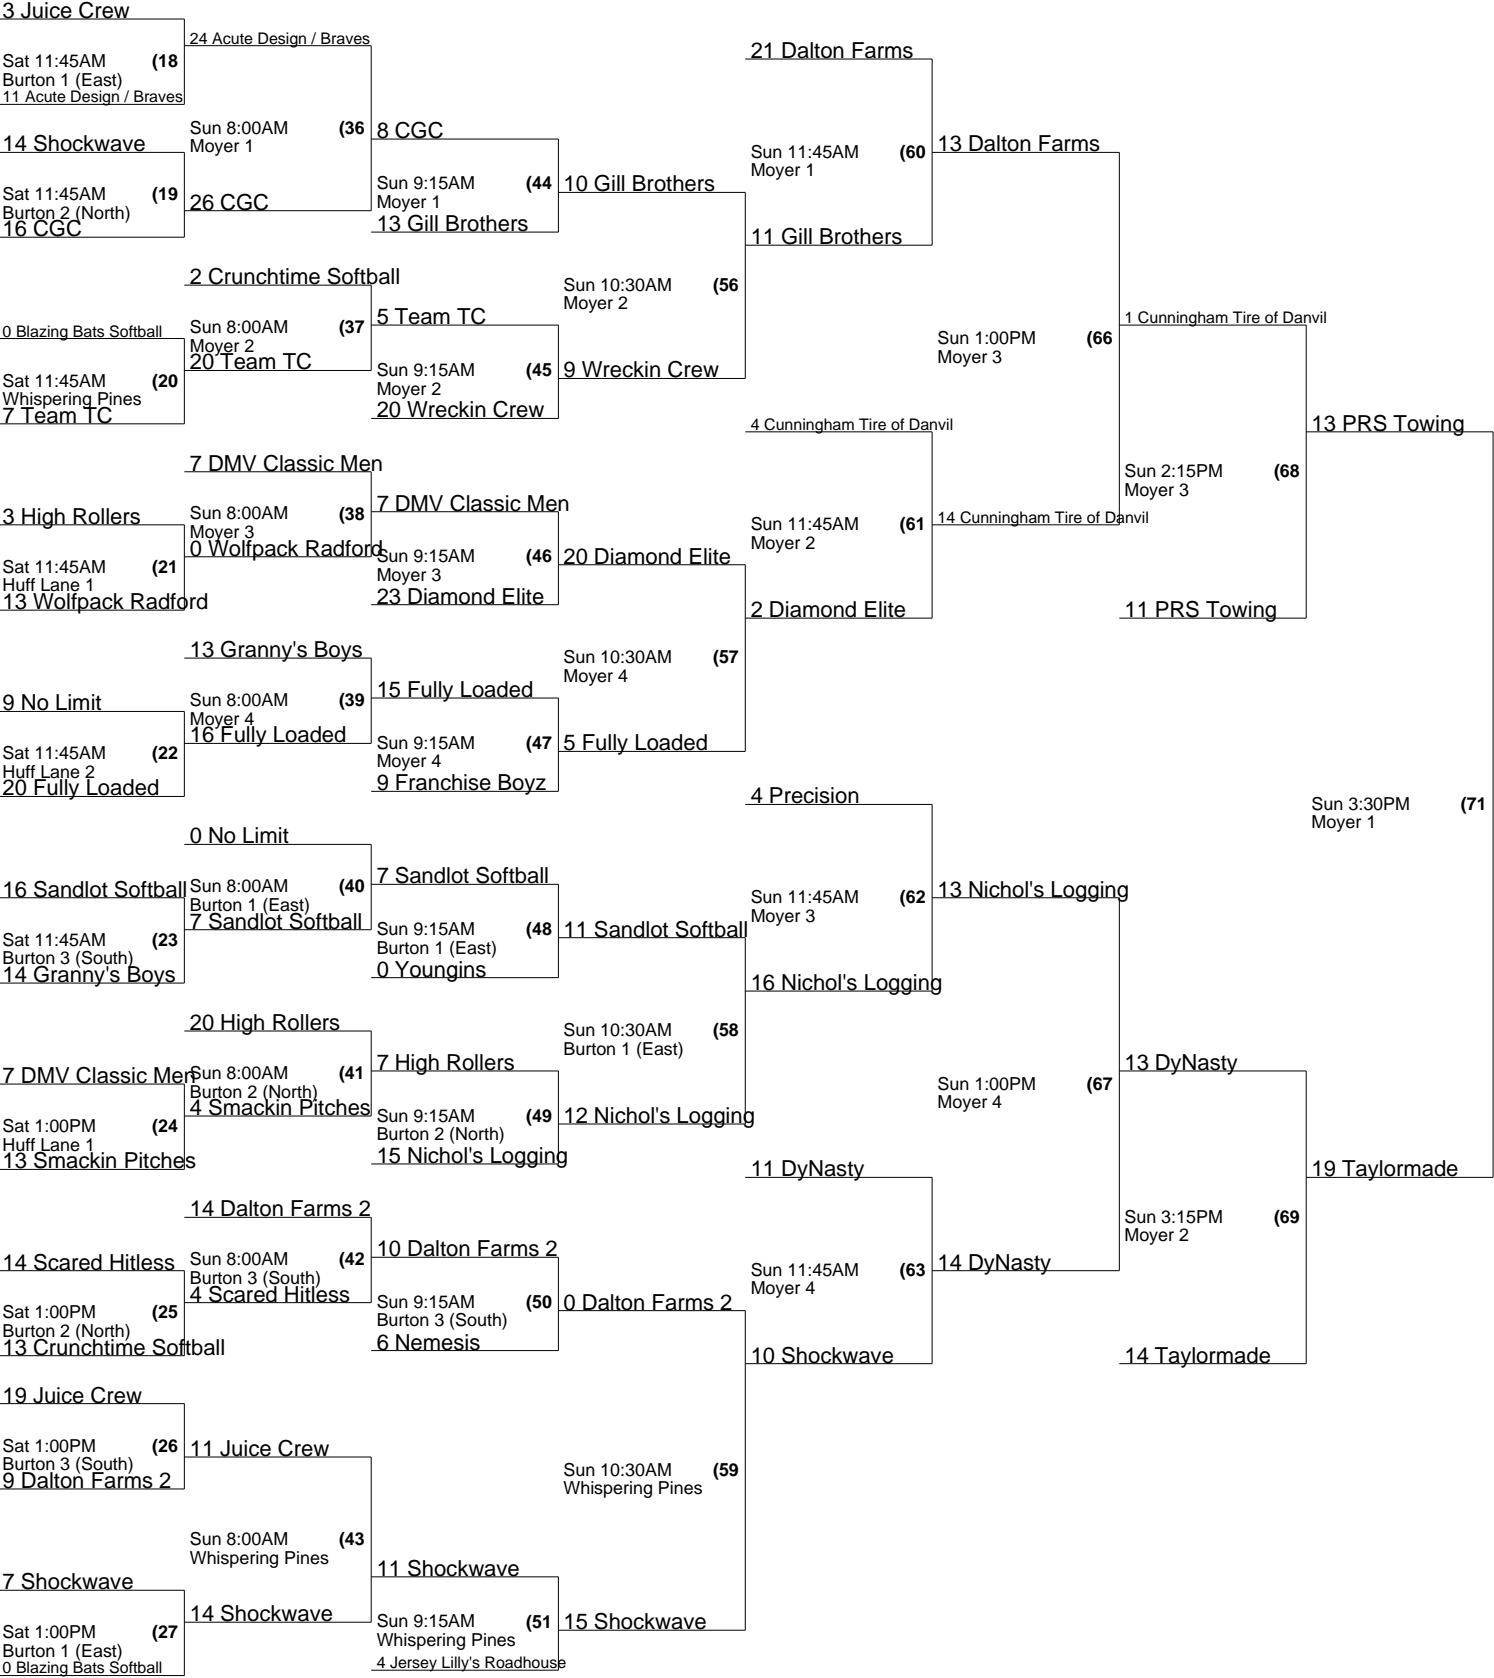 3 Juice Crew
Sat 11:45AM (18
Burton 1 (East)
11 Acute Design / Braves
14 Shockwave
Sat 11:45AM (19
Burton 2 (North)
16 CGC
0 Blazing Bats Softball
Sat 11:45AM (20
Whispering Pines
7 Team TC
3 High Rollers
Sat 11:45AM (21
Huff Lane 1
13 Wolfpack Radford
9 No Limit
Sat 11:45AM (22
Huff Lane 2
20 Fully Loaded
16 Sandlot Softball
Sat 11:45AM (23
Burton 3 (South)
14 Granny's Boys
7 DMV Classic Men
Sat 1:00PM (24
Huff Lane 1
13 Smackin Pitches
14 Scared Hitless
Sat 1:00PM (25
Burton 2 (North)
13 Crunchtime Softball
19 Juice Crew
Sat 1:00PM (26
Burton 3 (South)
9 Dalton Farms 2
7 Shockwave
Sat 1:00PM (27
Burton 1 (East)
0 Blazing Bats Softball
24 Acute Design / Braves
Sun 8:00AM (36
Moyer 1
26 CGC
2 Crunchtime Softball
Sun 8:00AM (37
Moyer 2
20 Team TC
7 DMV Classic Men
Sun 8:00AM (38
Moyer 3
0 Wolfpack Radford
13 Granny's Boys
Sun 8:00AM (39
Moyer 4
16 Fully Loaded
0 No Limit
Sun 8:00AM (40
Burton 1 (East)
7 Sandlot Softball
20 High Rollers
Sun 8:00AM (41
Burton 2 (North)
4 Smackin Pitches
14 Dalton Farms 2
Sun 8:00AM (42
Burton 3 (South)
4 Scared Hitless
11 Juice Crew
Sun 8:00AM (43
Whispering Pines
14 Shockwave
8 CGC
Sun 9:15AM (44
Moyer 1
13 Gill Brothers
5 Team TC
Sun 9:15AM (45
Moyer 2
20 Wreckin Crew
7 DMV Classic Men
Sun 9:15AM (46
Moyer 3
23 Diamond Elite
15 Fully Loaded
Sun 9:15AM (47
Moyer 4
9 Franchise Boyz
7 Sandlot Softball
Sun 9:15AM (48
Burton 1 (East)
0 Youngins
7 High Rollers
Sun 9:15AM (49
Burton 2 (North)
15 Nichol's Logging
10 Dalton Farms 2
Sun 9:15AM (50
Burton 3 (South)
6 Nemesis
11 Shockwave
Sun 9:15AM (51
Whispering Pines
4 Jersey Lilly's Roadhouse
10 Gill Brothers
Sun 10:30AM (56
Moyer 2
9 Wreckin Crew
20 Diamond Elite
Sun 10:30AM (57
Moyer 4
5 Fully Loaded
11 Sandlot Softball
Sun 10:30AM (58
Burton 1 (East)
12 Nichol's Logging
0 Dalton Farms 2
Sun 10:30AM (59
Whispering Pines
15 Shockwave
21 Dalton Farms
Sun 11:45AM (60
Moyer 1
11 Gill Brothers
4 Cunningham Tire of Danvil
Sun 11:45AM (61
Moyer 2
2 Diamond Elite
4 Precision
Sun 11:45AM (62
Moyer 3
16 Nichol's Logging
11 DyNasty
Sun 11:45AM (63
Moyer 4
10 Shockwave
13 Dalton Farms
Sun 1:00PM (66
Moyer 3
14 Cunningham Tire of Danvil
13 Nichol's Logging
Sun 1:00PM (67
Moyer 4
14 DyNasty
1 Cunningham Tire of Danvil
Sun 2:15PM (68
Moyer 3
11 PRS Towing
13 DyNasty
Sun 3:15PM (69
Moyer 2
14 Taylormade
13 PRS Towing
Sun 3:30PM (71
Moyer 1
19 Taylormade